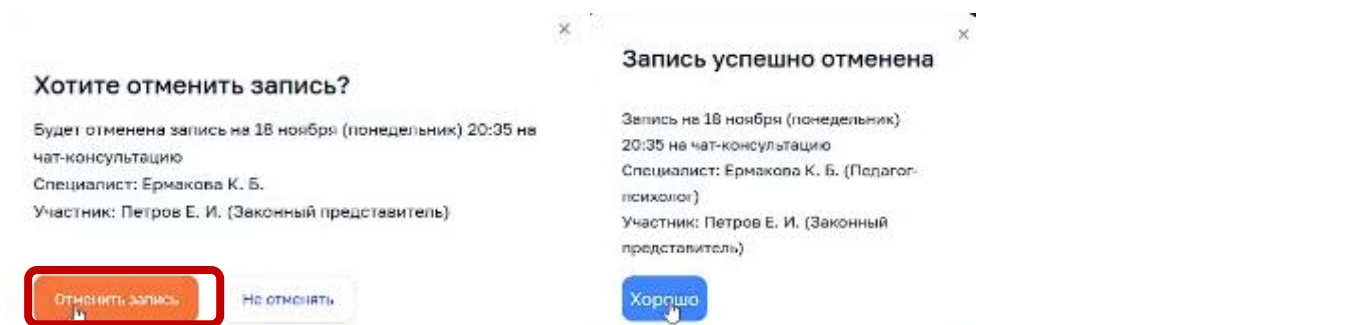 Хотите отменить запись?
Будет отменена запись на 18 ноября (понедельник) 20:35 на
чат-консультацию
Специалист: Ермакова К. Б.
Участник: Петров Е. И. (Законный представитель)
Отменить запись
Не отменять
Запись успешно отменена
Запись на 18 ноября (понедельник)
20:35 на чат-консультацию
Специалист: Ермакова К. Б. (Педагог-
психолог)
Участник: Петров Е. И. (Законный
представитель)
Хорошо